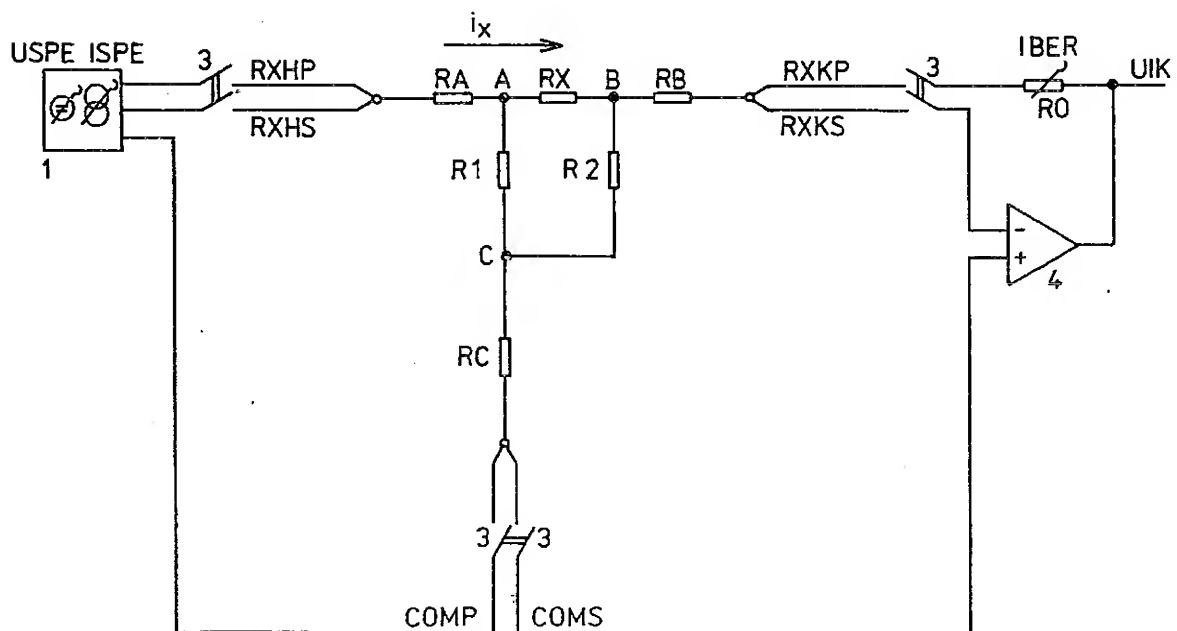 iX
IBER
USPE ISPE
3
RXHP
RA
A
RX
B
RB
RXKP
3
UIK
RO
RXHS
RXKS
1
R1
R2
C
-
+
4
RC
3
3
COMP
COMS